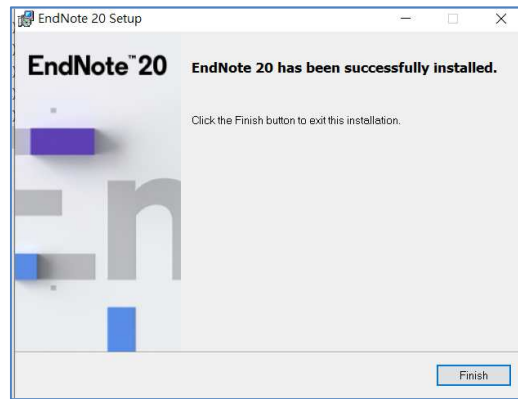 EndNote 20 Setup
EndNote™20
EndNote 20 has been successfully installed.
Click the Finish button to exit this installation.
En
Finish